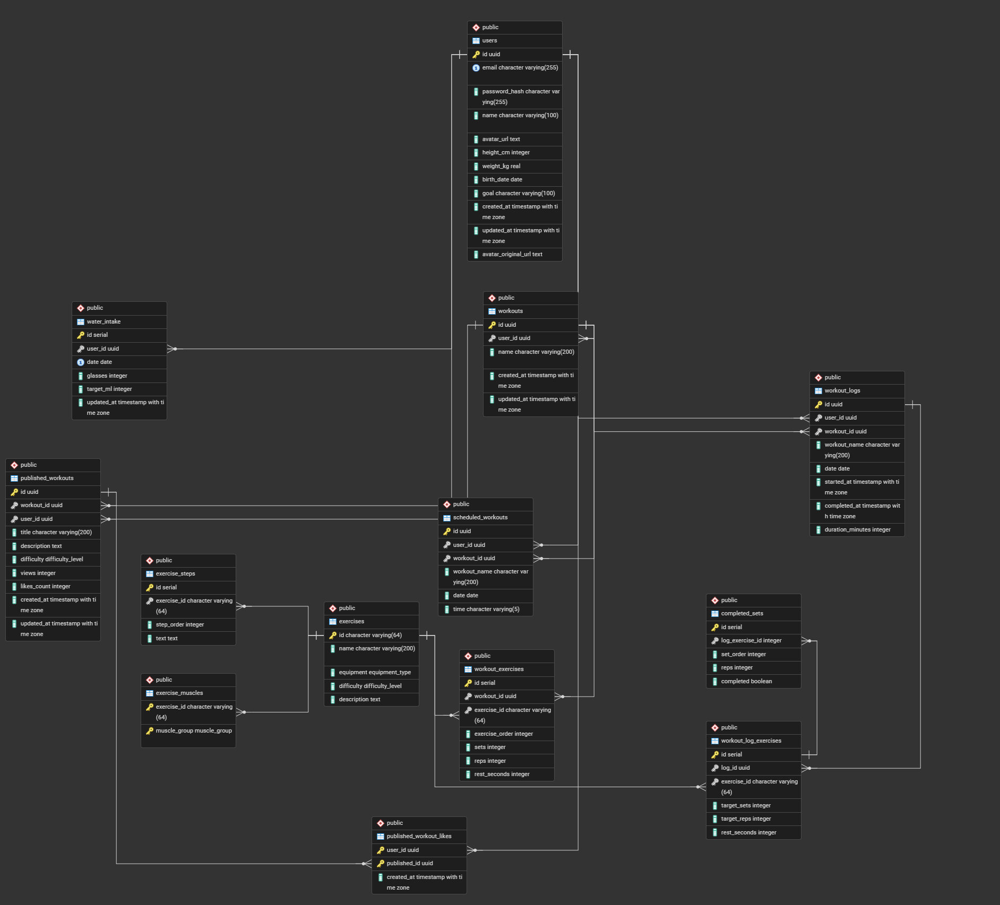 public
users
id uuid
email character varying(255)
password_hash character var
ying(255)
name character varying(100)
avatar_url text
height_cm integer
weight_kg real
birth_date date
goal character varying(100)
created_at timestamp with ti
me zone
updated_at timestamp with ti
me zone
avatar_original_url text
public
workouts
id uuid
user_id uuid
name character varying(200)
created_at timestamp with ti
me zone
updated_at timestamp with ti
me zone
public
water_intake
id serial
user_id uuid
1 date date
glasses integer
target_ml integer
updated_at timestamp with ti
me zone
public
workout_logs
id uuid
user_id uuid
workout_id uuid
workout_name character var
ying(200)
date date
started_at timestamp with ti
me zone
completed_at timestamp wit
h time zone
duration_minutes integer
public
published_workouts
id uuid
workout_id uuid
user_id uuid
title character varying(200)
description text
difficulty difficulty_level
views integer
likes_count integer
created_at timestamp with ti
me zone
updated_at timestamp with ti
me zone
public
scheduled_workouts
id uuid
user_id uuid
workout_id uuid
workout_name character var
ying(200)
date date
time character varying(5)
public
exercise_steps
id serial
exercise_id character varying
(64)
step_order integer
text text
public
exercises
id character varying(64)
name character varying(200)
equipment equipment_type
difficulty difficulty_level
description text
public
exercise_muscles
exercise_id character varying
(64)
muscle_group muscle_group
public
workout_exercises
id serial
workout_id uuid
exercise_id character varying
(64)
exercise_order integer
sets integer
reps integer
rest_seconds integer
public
completed_sets
id serial
log_exercise_id integer
set_order integer
reps integer
completed boolean
public
workout_log_exercises
id serial
log_id uuid
exercise_id character varying
(64)
target_sets integer
target_reps integer
rest_seconds integer
public
published_workout_likes
user_id uuid
published_id uuid
created_at timestamp with ti
me zone